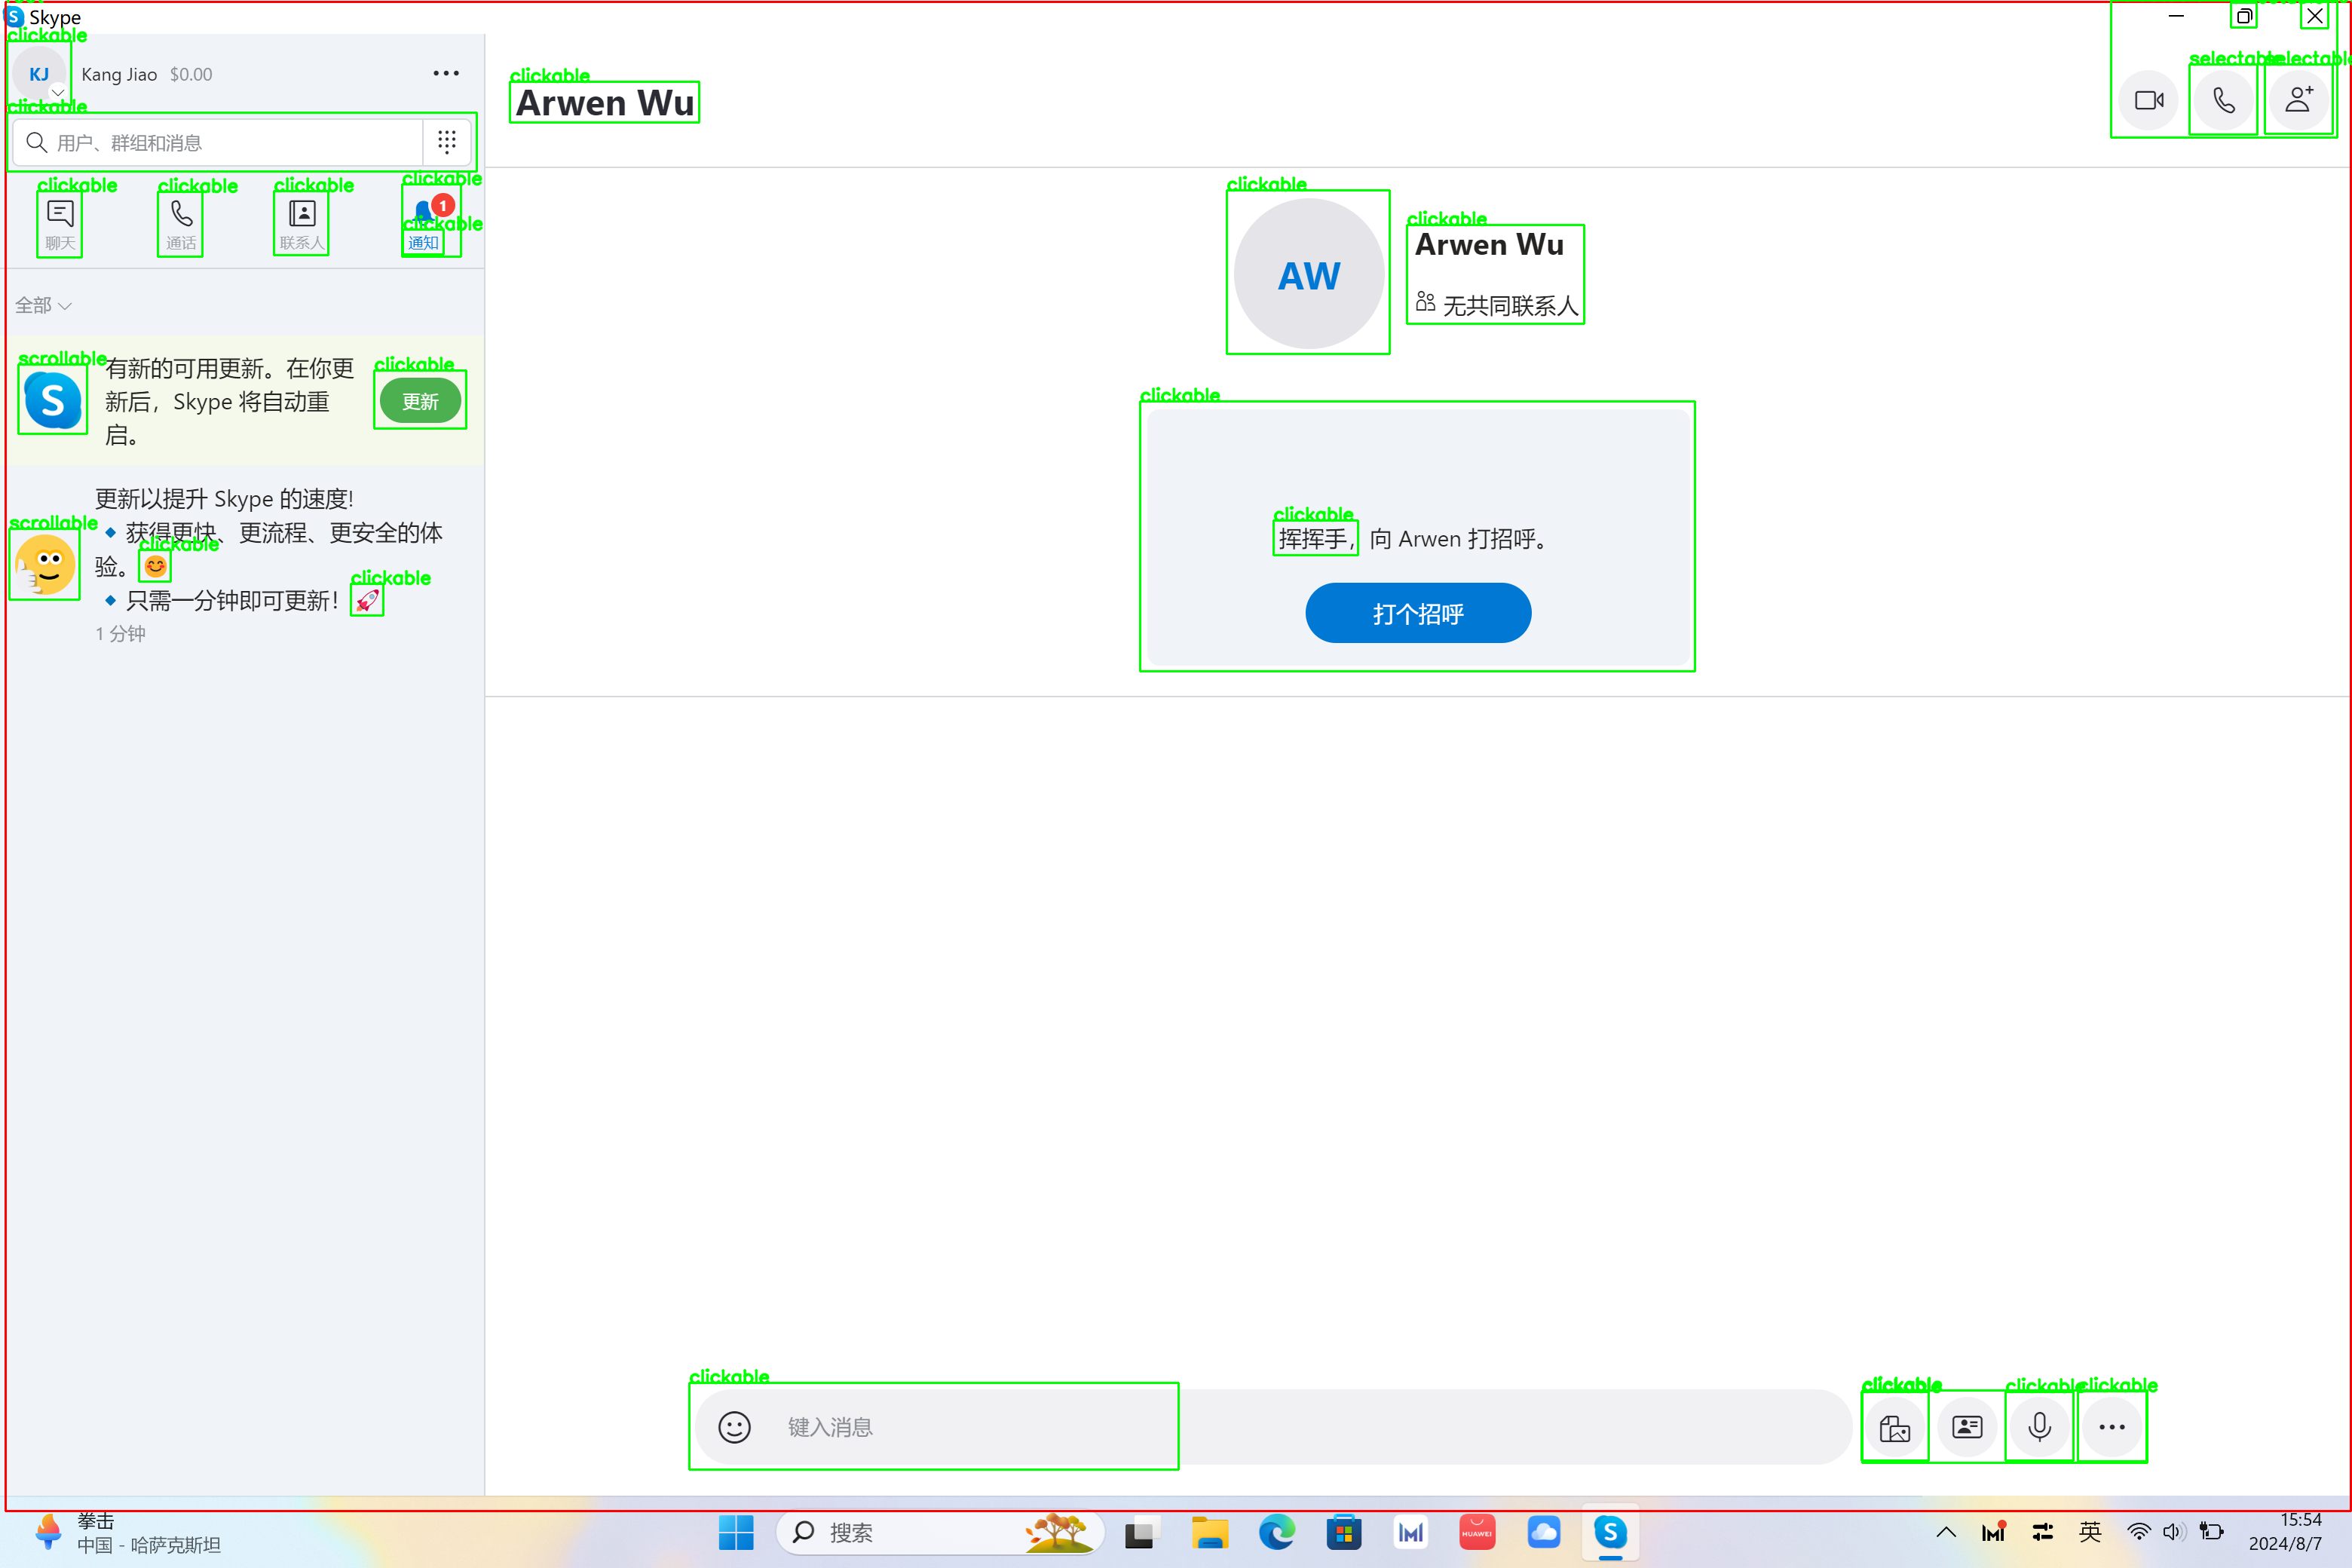 Skype
clickable
KJ
Kang Jiao $0.00
clickable
用户、群组和消息
clickable
聊天
clickable
通话
clickable
联系人
clickable
1
clickable
通知
全部
scrollable
有新的可用更新。在你更
新后，Skype 将自动重
启。
clickable
更新
更新以提升 Skype 的速度!
scrollable
获得更快、更流程、更安全的体
验。
clickable
只需一分钟即可更新！
clickable
1 分钟
clickable
Arwen Wu
selectable
selectable
clickable
AW
clickable
Arwen Wu
无共同联系人
clickable
clickable
挥挥手，向 Arwen 打招呼。
打个招呼
clickable
键入消息
clickable
clickable
clickable
拳击
中国 - 哈萨克斯坦
搜索
HUAWEI
英
15:54
2024/8/7